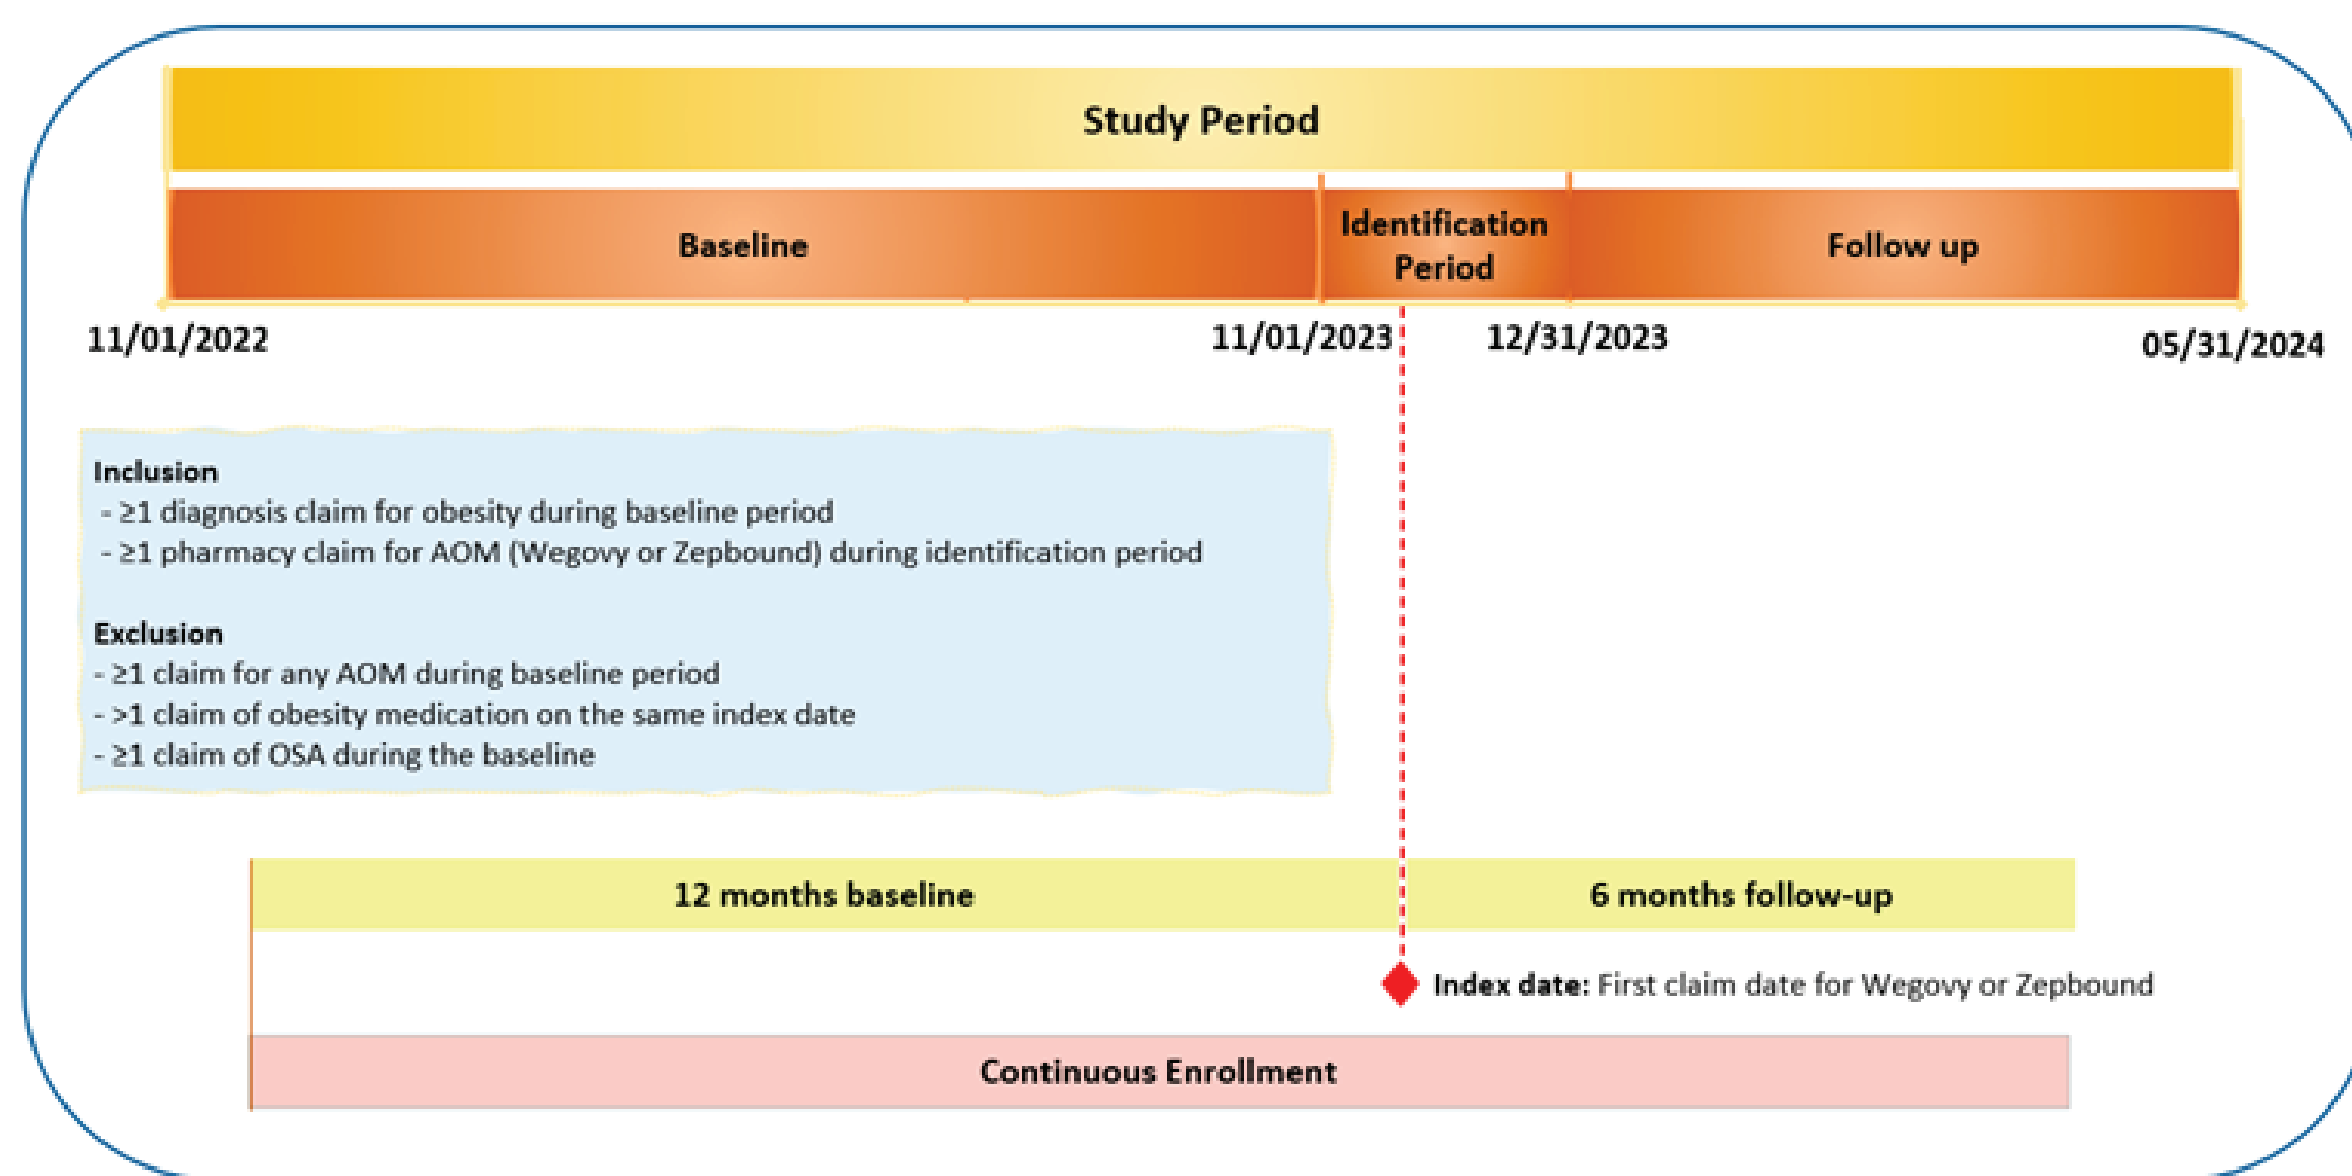 Study Period
Baseline
Identification
Period
Follow up
11/01/2022
11/01/2023
12/31/2023
05/31/2024
Inclusion
- ≥1 diagnosis claim for obesity during baseline period
- ≥1 pharmacy claim for AOM (Wegovy or Zepbound) during identification period
Exclusion
- ≥1 claim for any AOM during baseline period
- >1 claim of obesity medication on the same index date
- ≥1 claim of OSA during the baseline
12 months baseline
6 months follow-up
Index date: First claim date for Wegovy or Zepbound
Continuous Enrollment